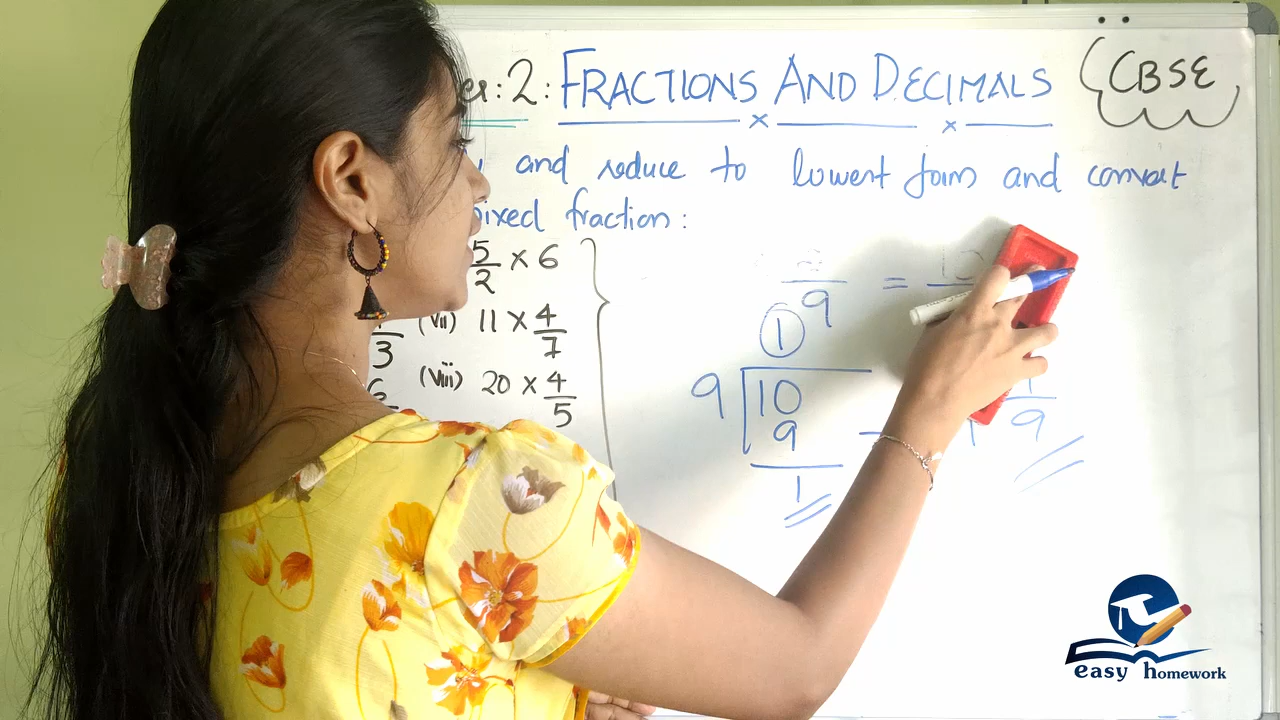 : 2 : FRACTIONS AND DECIMALS
CBSE
and reduce to lowest form and convert
fraction :
5/2 × 6
(vii) 11 × 4/7
3
(viii) 20 × 4/5
9 =
1
9
10
9
1
1/9
easy homework